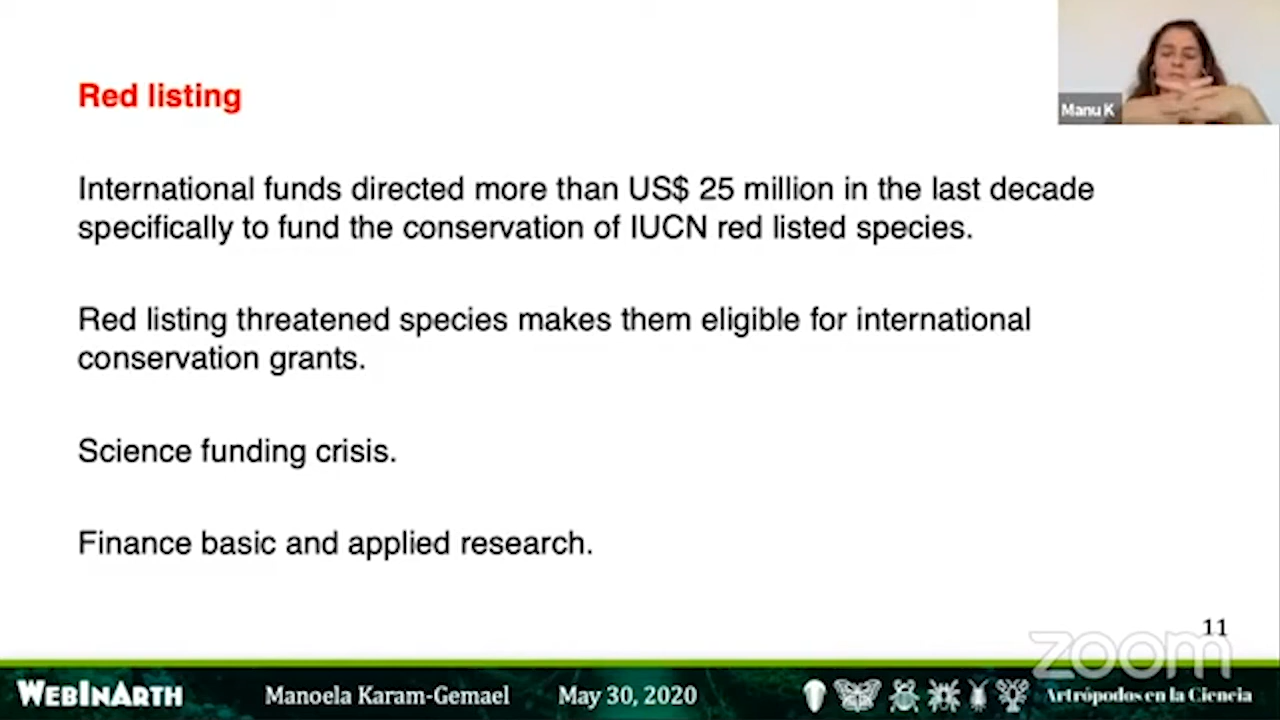 Red listing
Manu K
International funds directed more than US$ 25 million in the last decade
specifically to fund the conservation of IUCN red listed species.
Red listing threatened species makes them eligible for international
conservation grants.
Science funding crisis.
Finance basic and applied research.
11
zoom
WEBINARTH
Manoela Karam-Gemael
May 30, 2020
Artrópodos en la Ciencia